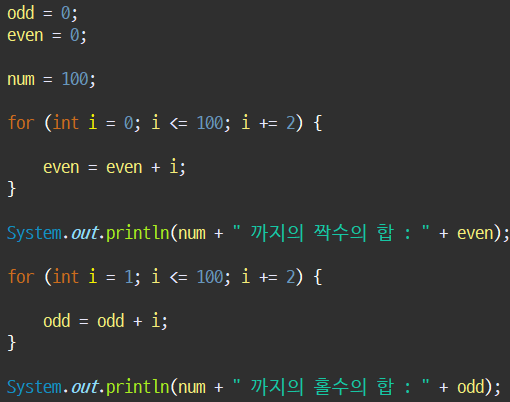 odd = 0;
even = 0;
num = 100;
for (int i = 0; i <= 100; i += 2) {
even = even + i;
}
System.out.println(num + " 까지의 짝수의 합 : " + even);
for (int i = 1; i <= 100; i += 2) {
odd = odd + i;
}
System.out.println(num + " 까지의 홀수의 합 : " + odd);